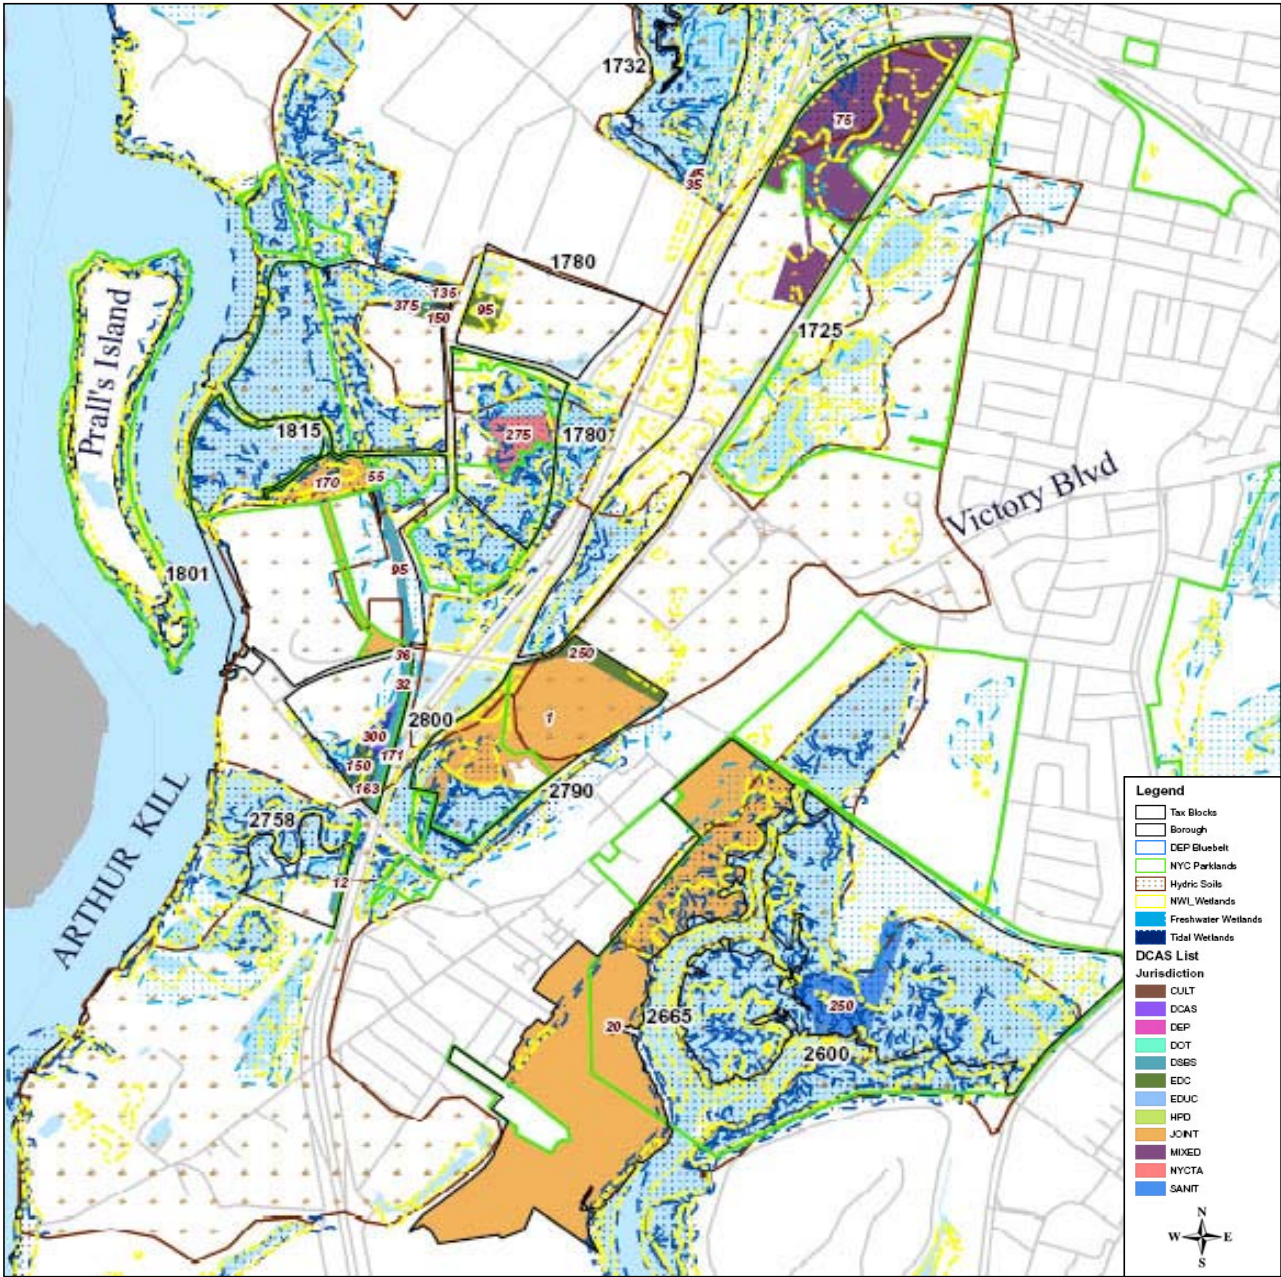 1732
75
45
35
1780
135
375
95
150
1725
Prall's Island
1815
275
1780
170
55
Victory Blvd
95
1801
36
250
32
2800
1
300
171
150
163
2790
2758
ARTHUR KILL
12
250
20
2665
2600
Legend
Tax Blocks
Borough
DEP Bluebelt
NYC Parklands
Hydric Soils
NWI_Wetlands
Freshwater Wetlands
Tidal Wetlands
DCAS List
Jurisdiction
CULT
DCAS
DEP
DOT
DSBS
EDC
EDUC
HPD
JOINT
MIXED
NYCTA
SANIT
N
W E
S